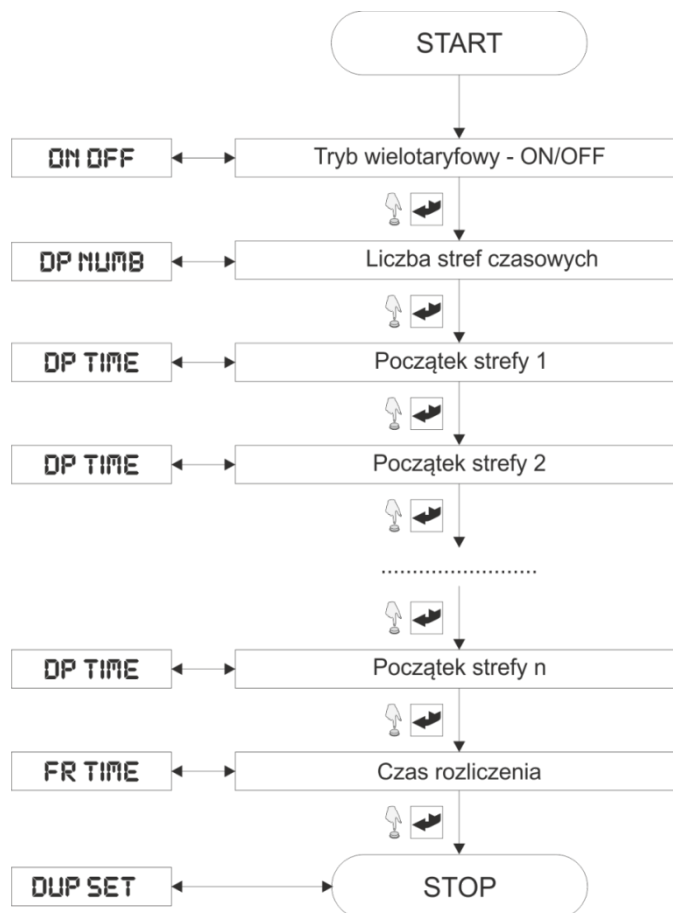 START
ON OFF
Tryb wielotaryfowy - ON/OFF
DP NUMB
Liczba stref czasowych
DP TIME
Początek strefy 1
DP TIME
Początek strefy 2
..........................
DP TIME
Początek strefy n
FR TIME
Czas rozliczenia
DUP SET
STOP